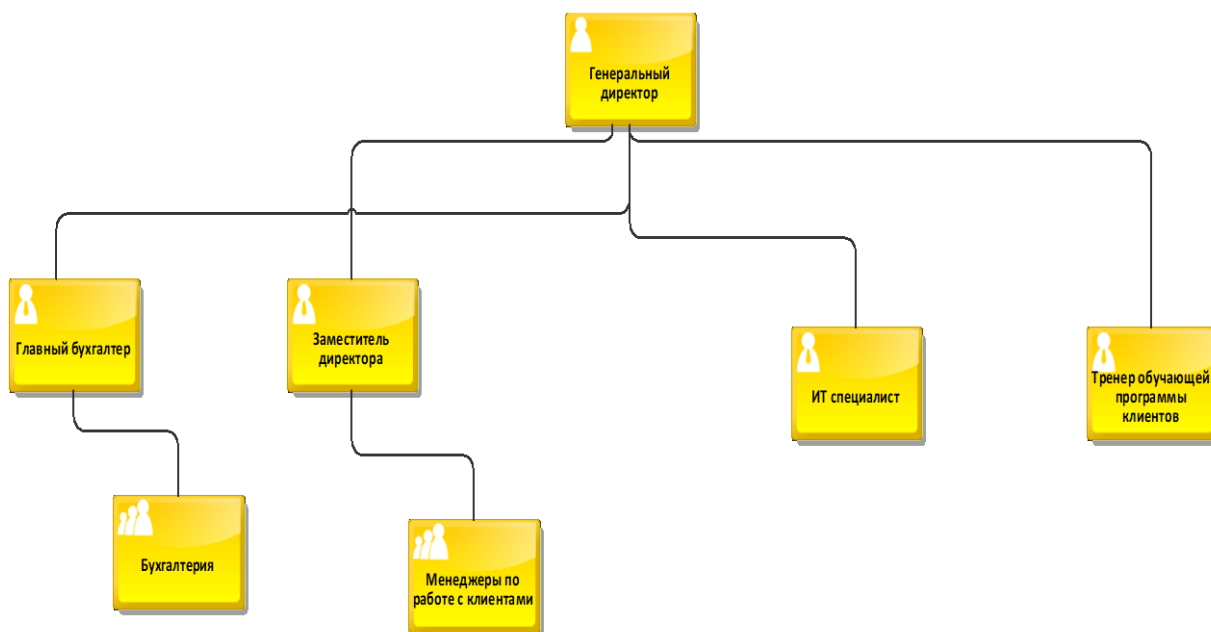 Генеральный
директор
Главный бухгалтер
Заместитель
директора
ИТ специалист
Тренер обучающей
программы
клиентов
Бухгалтерия
Менеджеры по
работе с клиентами